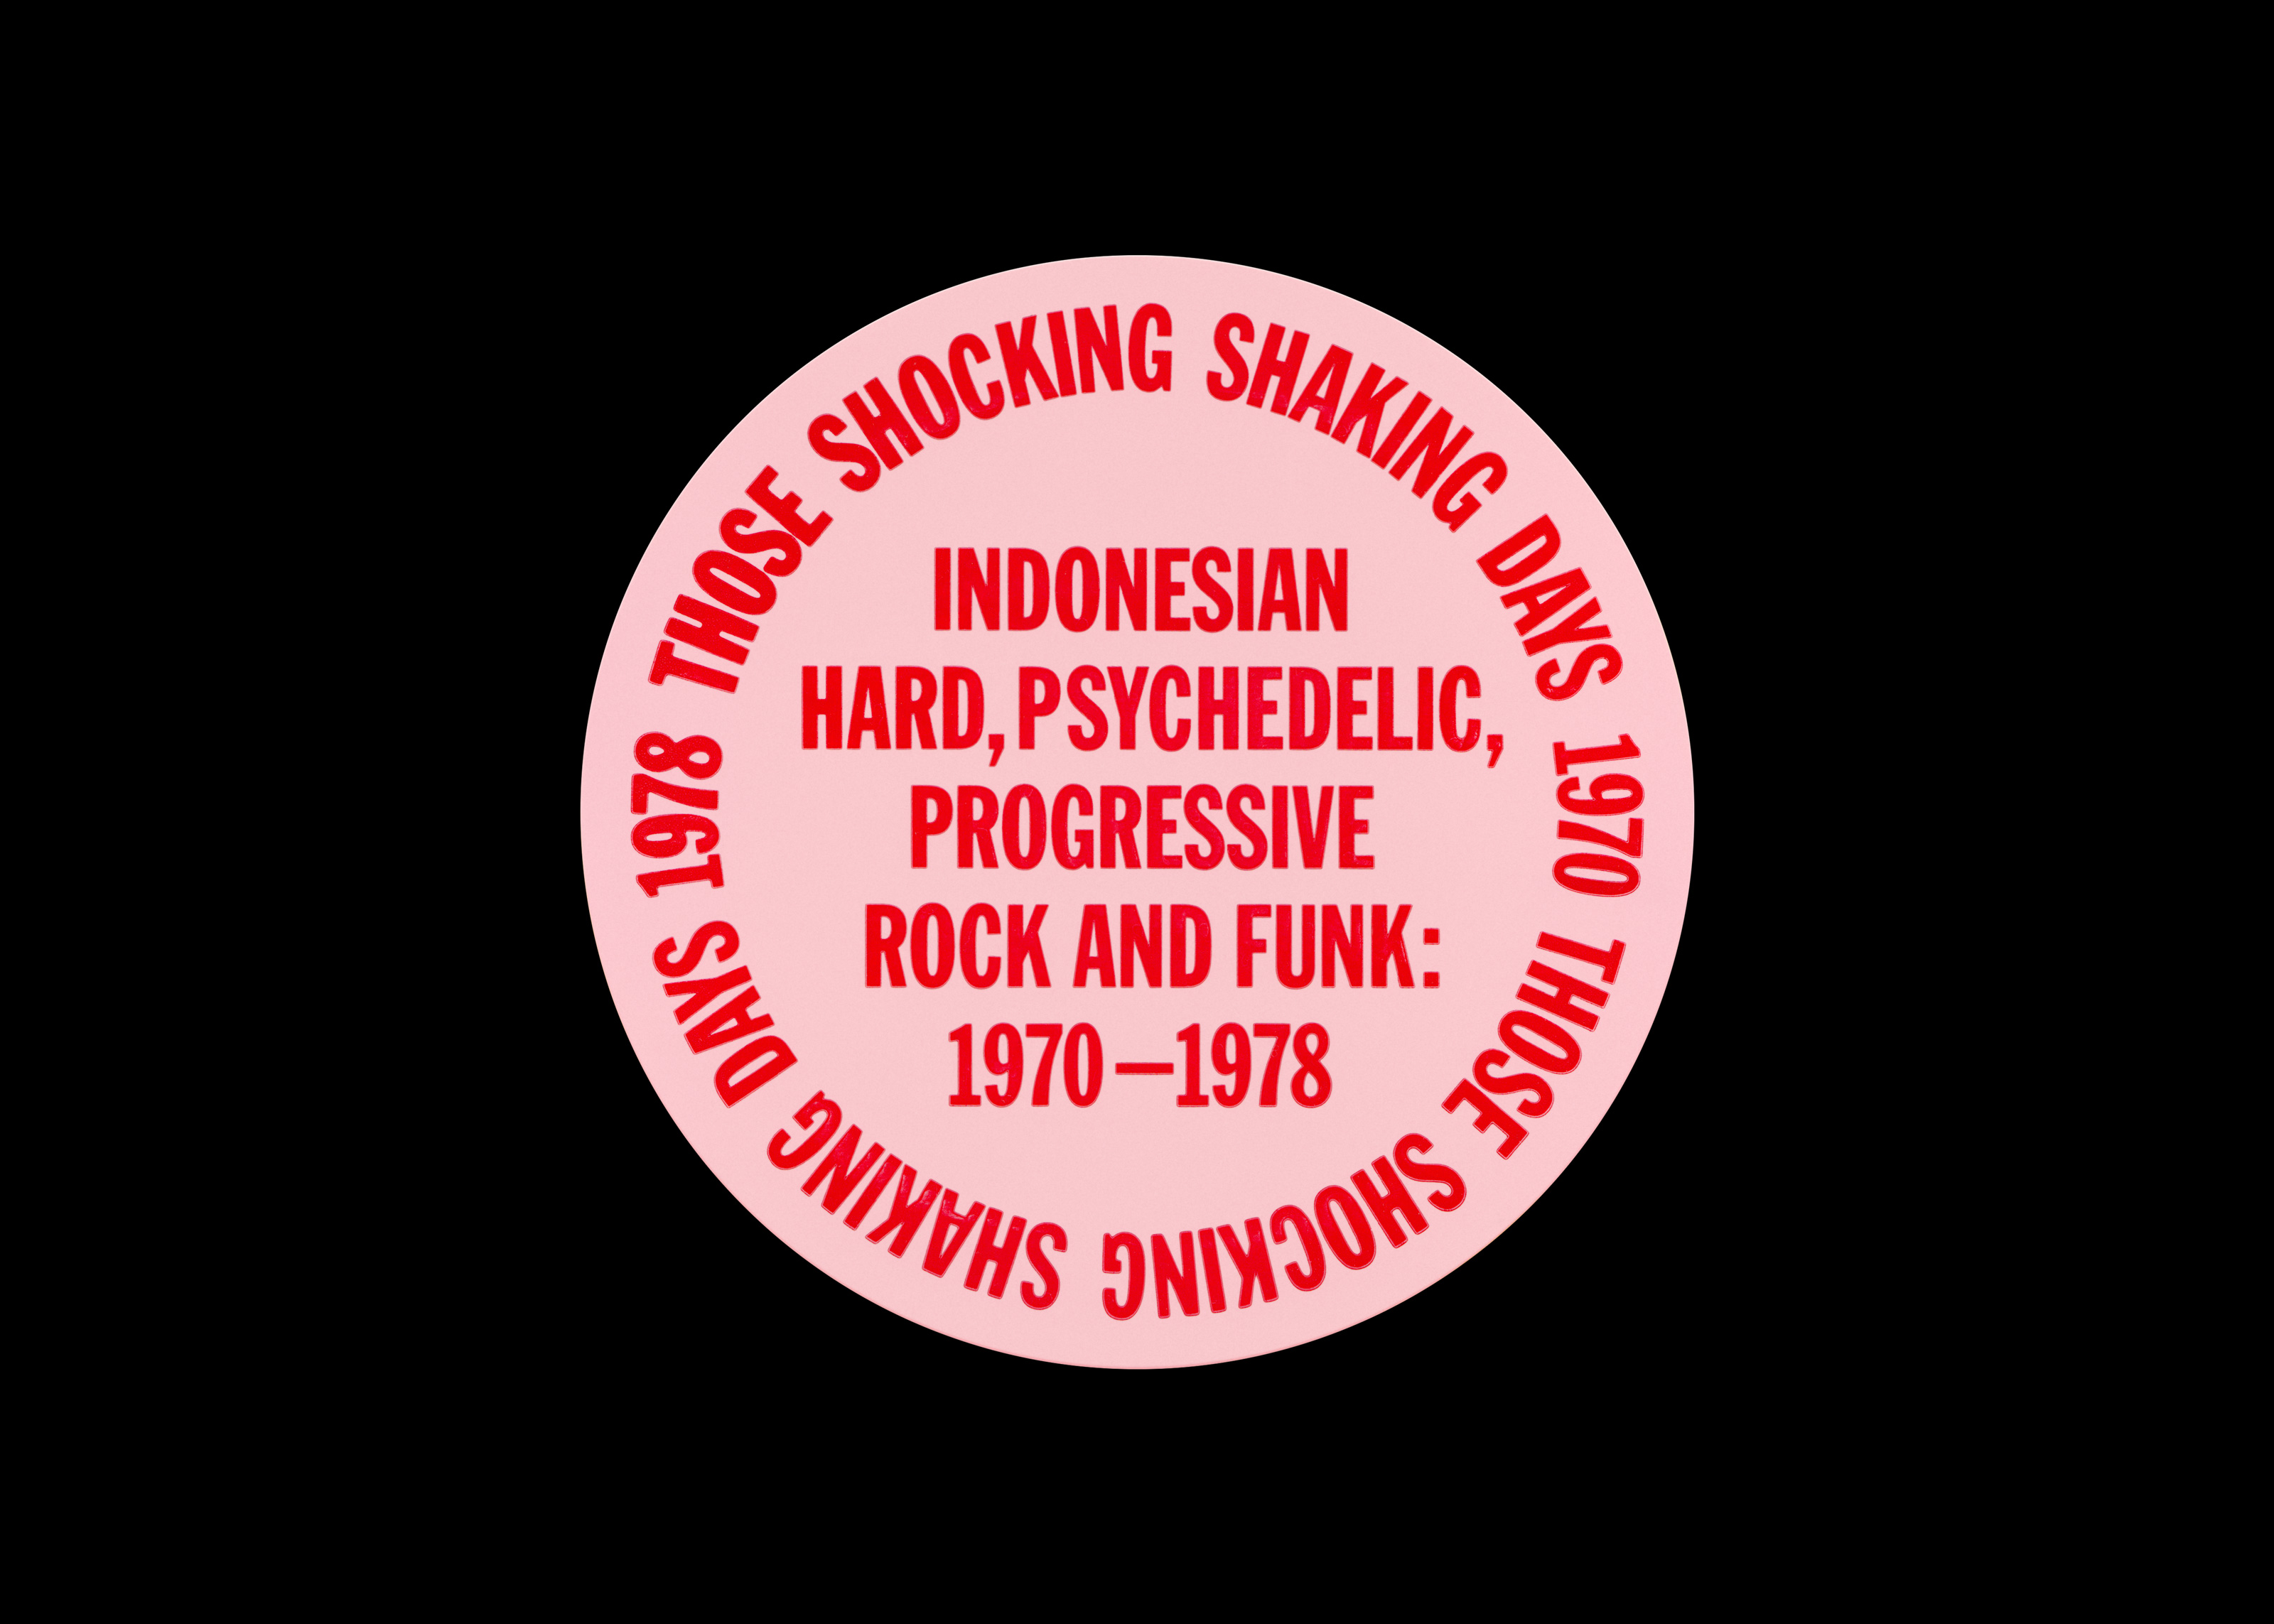 THOSE SHOCKING SHAKING DAYS 1970 THOSE SHOCKING SHAKING DAYS 1978
INDONESIAN
HARD, PSYCHEDELIC,
PROGRESSIVE
ROCK AND FUNK:
1970—1978